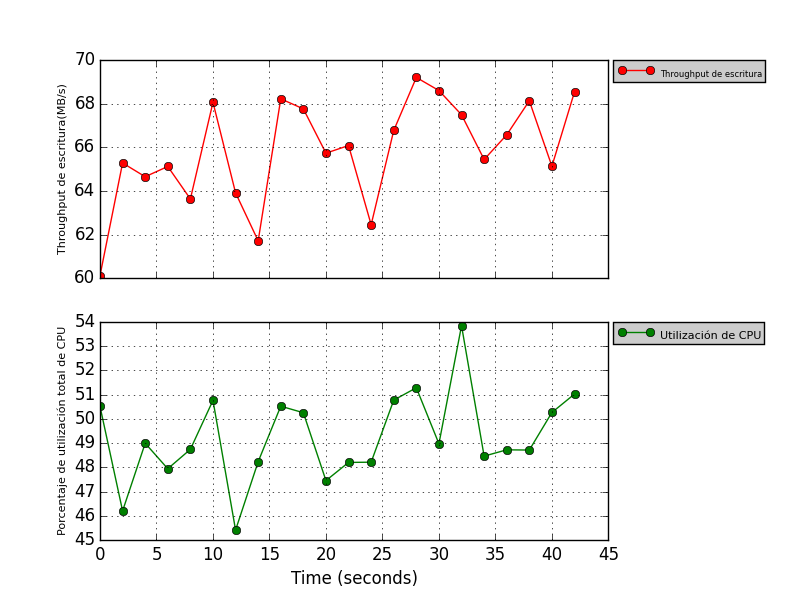 70
68
66
64
62
60
Throughput de escritura(MB/s)
Throughput de escritura
54
53
52
51
50
49
48
47
46
45
Porcentaje de utilización total de CPU
Utilización de CPU
0 5 10 15 20 25 30 35 40 45
Time (seconds)